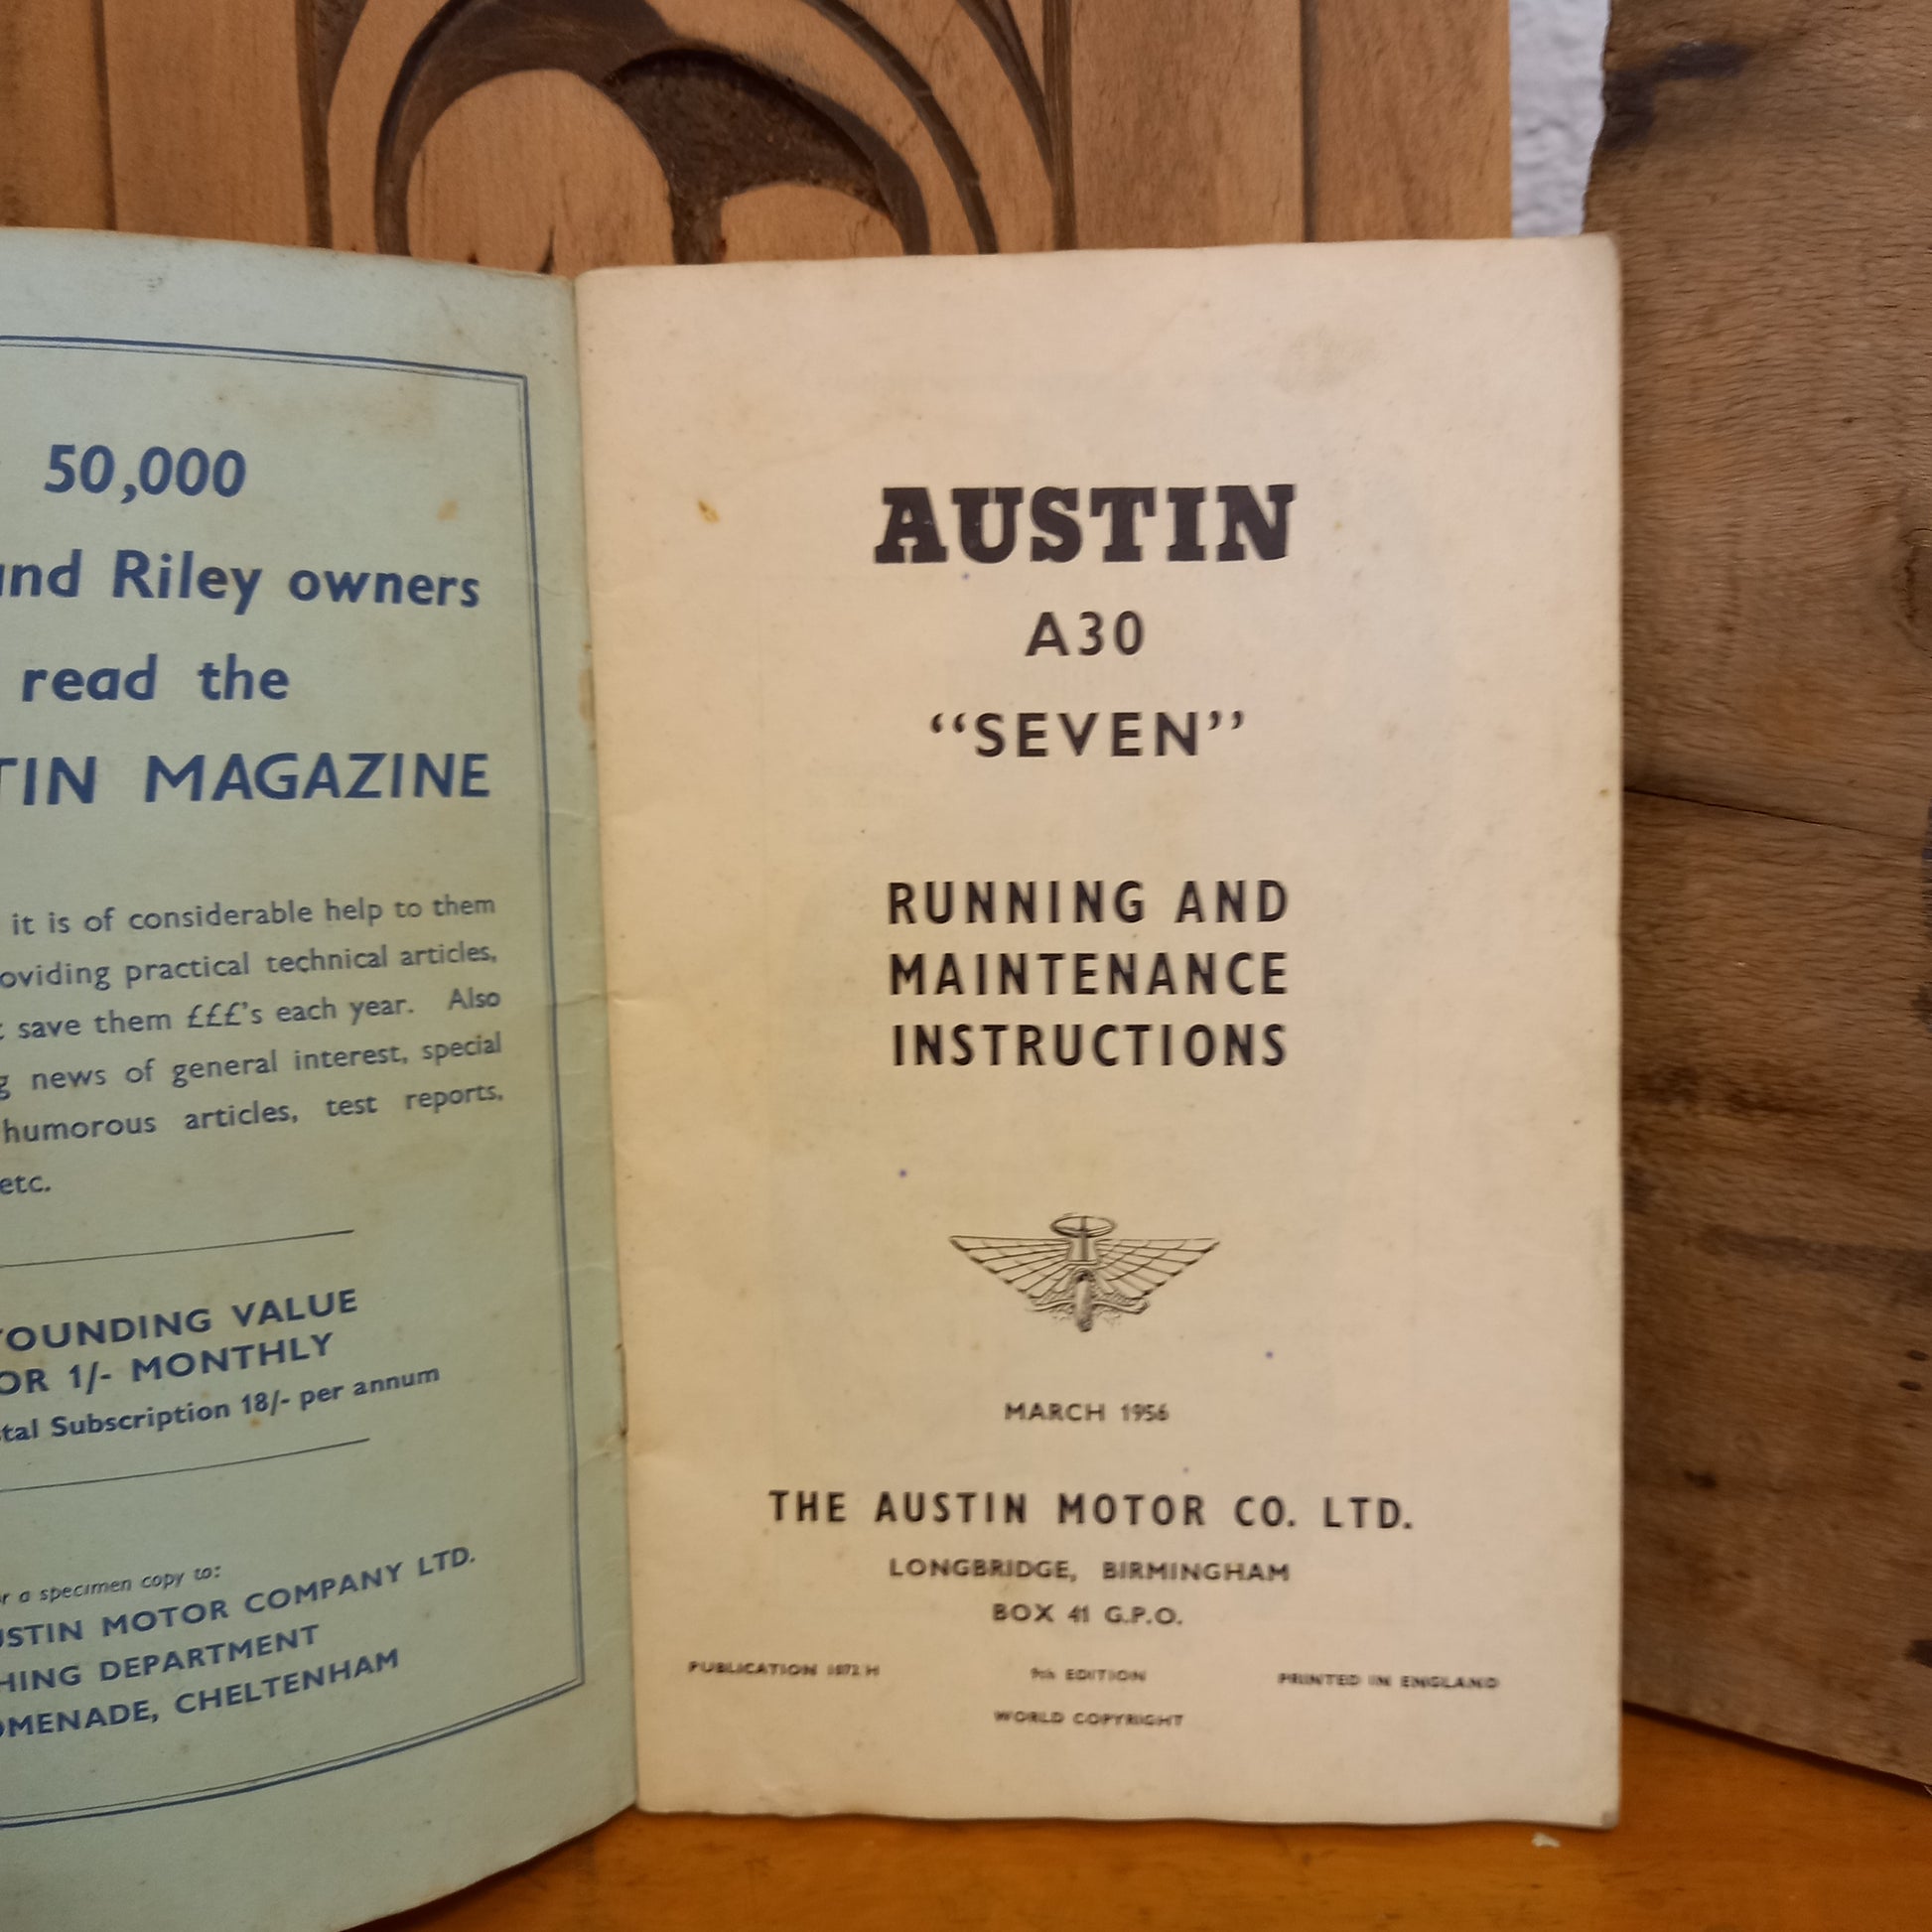 50,000
and Riley owners
read the
TIN MAGAZINE
it is of considerable help to them
oviding practical technical articles,
save them £££'s each year. Also
g news of general interest, special
humorous articles, test reports,
etc.
OUNDING VALUE
OR 1/- MONTHLY
tal Subscription 18/- per annum
r a specimen copy to:
USTIN MOTOR COMPANY LTD.
HING DEPARTMENT
OMENADE, CHELTENHAM
AUSTIN
A30
“SEVEN”
RUNNING AND
MAINTENANCE
INSTRUCTIONS
MARCH 1956
THE AUSTIN MOTOR CO. LTD.
LONGBRIDGE, BIRMINGHAM
BOX 41 G.P.O.
PUBLICATION 1872 H 9th EDITION PRINTED IN ENGLAND
WORLD COPYRIGHT